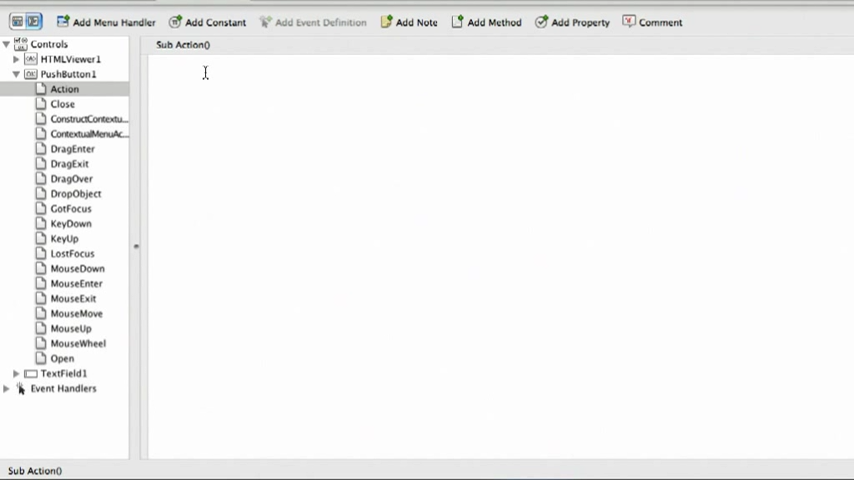 Add Menu Handler Add Constant Add Event Definition Add Note Add Method Add Property Comment
Controls
Sub Action()
HTMLViewer1
PushButton1
Action
Close
ConstructContextu...
ContextualMenuAc...
DragEnter
DragExit
DragOver
DropObject
GotFocus
KeyDown
KeyUp
LostFocus
MouseDown
MouseEnter
MouseExit
MouseMove
MouseUp
MouseWheel
Open
TextField1
Event Handlers
Sub Action()